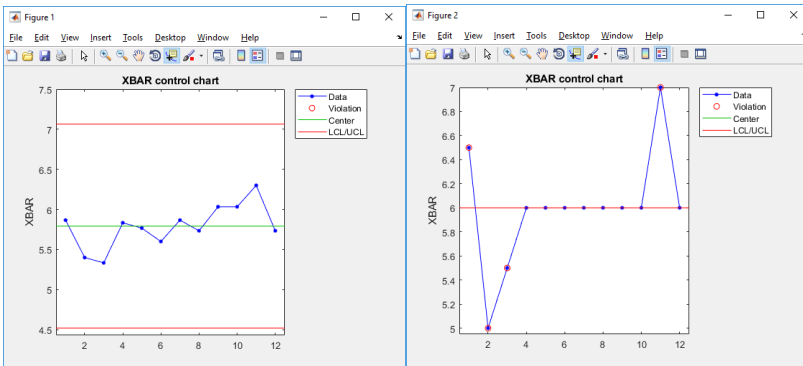 Figure 1
File Edit View Insert Tools Desktop Window Help
XBAR control chart
7.5
7
6.5
6
5.5
5
4.5
XBAR
2 4 6 8 10 12
Data
Violation
Center
LCL/UCL
Figure 2
File Edit View Insert Tools Desktop Window Help
XBAR control chart
7
6.8
6.6
6.4
6.2
6
5.8
5.6
5.4
5.2
5
XBAR
2 4 6 8 10 12
Data
Violation
Center
LCL/UCL